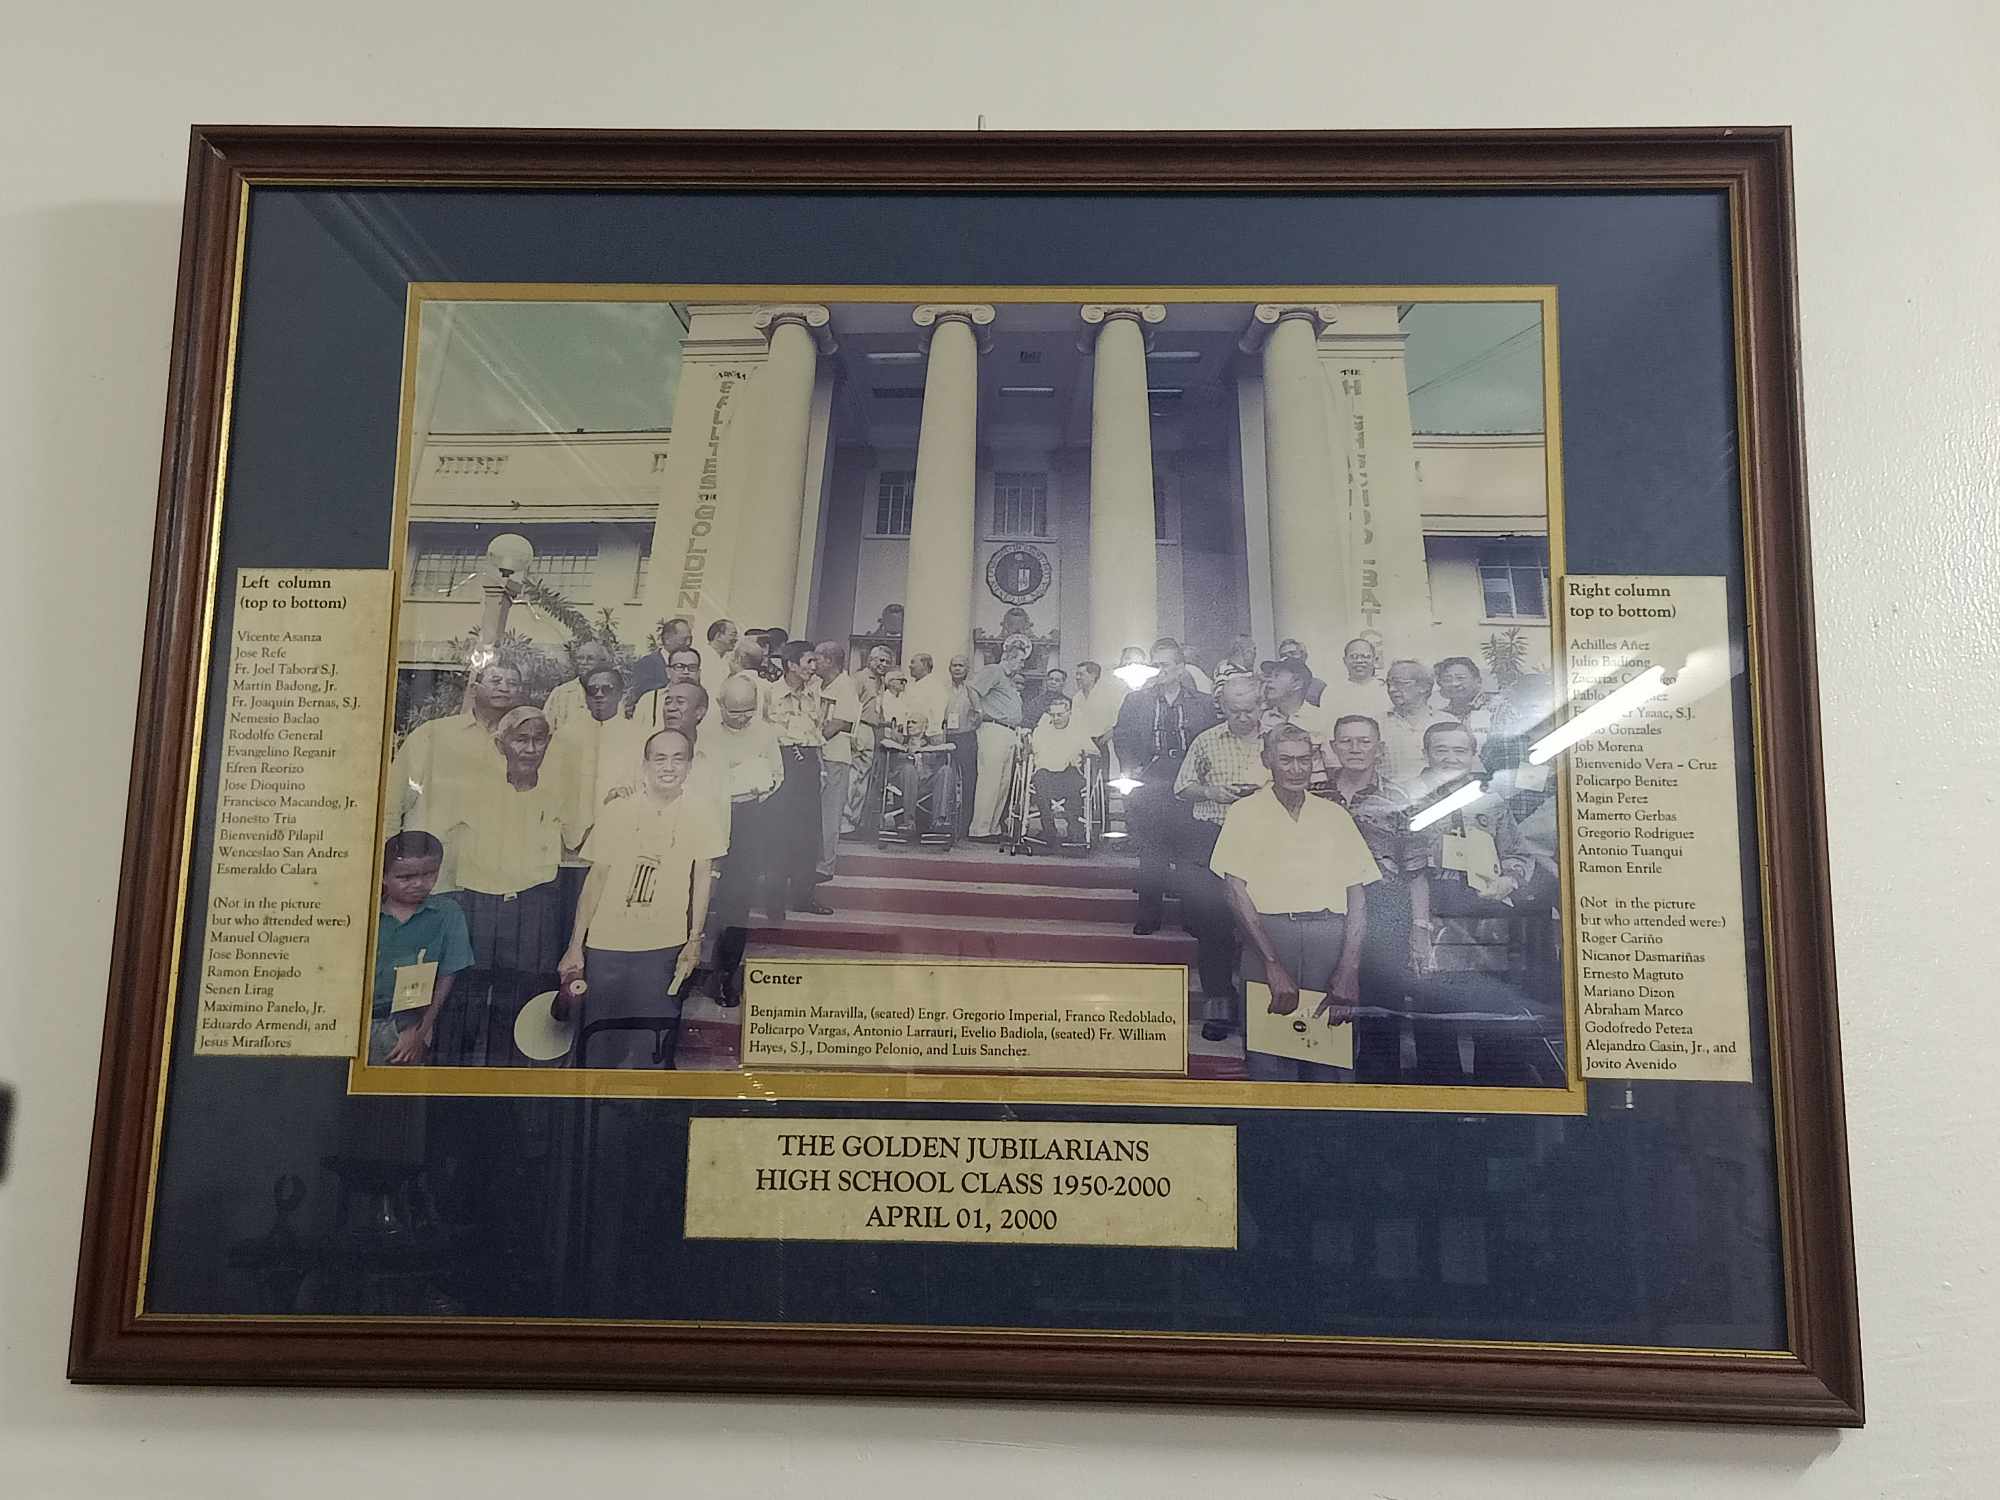 Left column
(top to bottom)
Vicente Asanza
Jose Refe
Fr. Joel Tabora S.J.
Martin Badong, Jr.
Fr. Joaquin Bernas, S.J.
Nemesio Baclao
Rodolfo General
Evangelino Reganit
Efren Reorizo
Jose Dioquino
Francisco Macandog, Jr.
Honesto Tria
Bienvenido Pilapil
Wenceslao San Andres
Esmeraldo Calara
(Not in the picture
but who attended were:)
Manuel Olaguera
Jose Bonnevie
Ramon Enojado
Senen Lirag
Maximino Panelo, Jr.
Eduardo Armendi, and
Jesus Miraflores
THE
GOLDEN
THE
Center
Benjamin Maravilla, (seated) Engr. Gregorio Imperial, Franco Redoblado,
Policarpo Vargas, Antonio Larrauri, Evelio Badiola, (seated) Fr. William
Hayes, S.J., Domingo Pelonio, and Luis Sanchez.
Right column
top to bottom)
Achilles Añez
Julio Badiong
Zacarias
Pablo
Ysaac, S.J.
Gonzales
Job Morena
Bienvenido Vera – Cruz
Policarpo Benitez
Magin Perez
Mamerto Gerbas
Gregorio Rodriguez
Antonio Tuanqui
Ramon Enrile
(Not in the picture
but who attended were:)
Roger Cariño
Nicanor Dasmariñas
Ernesto Magtuto
Mariano Dizon
Abraham Marco
Godofredo Peteza
Alejandro Gasin, Jr., and
Jovito Avenido
THE GOLDEN JUBILARIANS
HIGH SCHOOL CLASS 1950-2000
APRIL 01, 2000